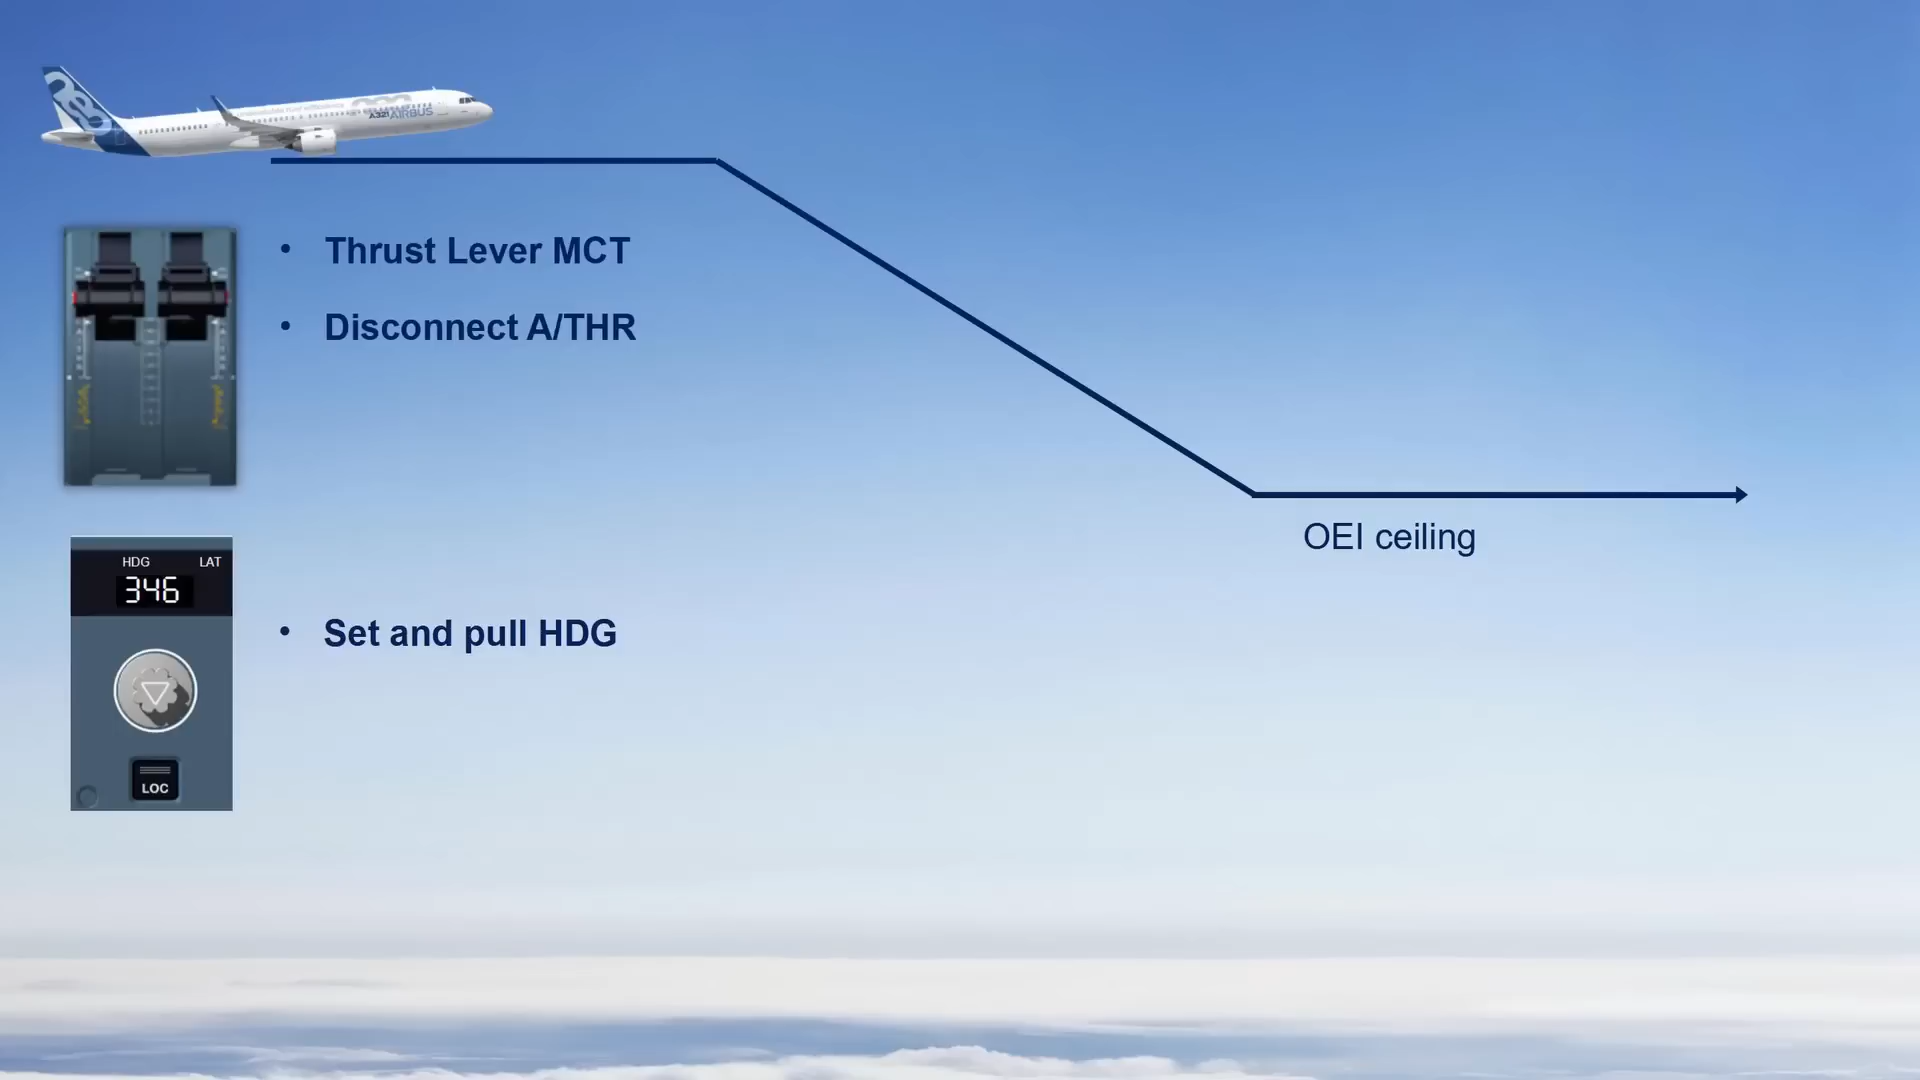 A321 AIRBUS
Thrust Lever MCT
Disconnect A/THR
OEI ceiling
HDG LAT
346
Set and pull HDG
LOC